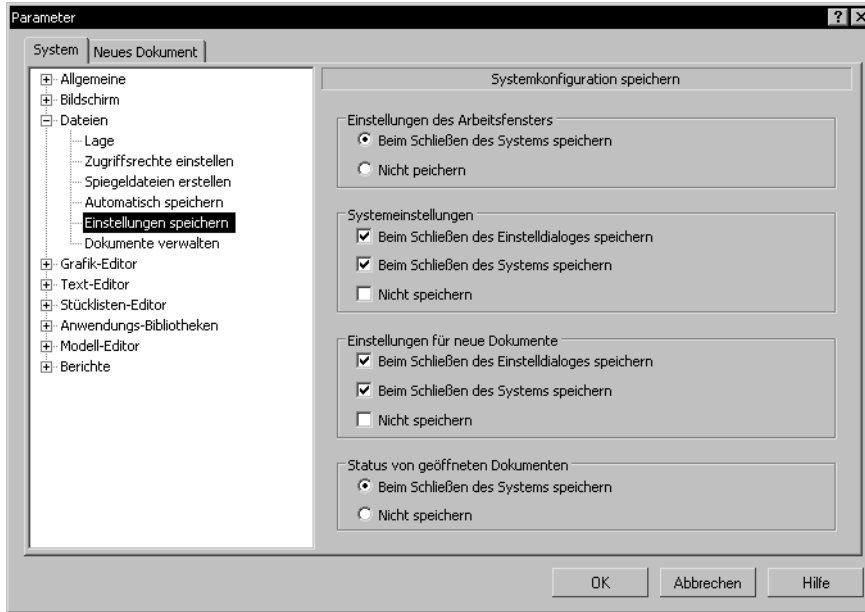 Parameter
System
Neues Dokument
Allgemeine
Bildschirm
Dateien
Lage
Zugriffsrechte einstellen
Spiegeldateien erstellen
Automatisch speichern
Einstellungen speichern
Dokumente verwalten
Grafik-Editor
Text-Editor
Stücklisten-Editor
Anwendungs-Bibliotheken
Modell-Editor
Berichte
Systemkonfiguration speichern
Einstellungen des Arbeitsfensters
Beim Schließen des Systems speichern
Nicht peichern
Systemeinstellungen
Beim Schließen des Einstelldialoges speichern
Beim Schließen des Systems speichern
Nicht speichern
Einstellungen für neue Dokumente
Beim Schließen des Einstelldialoges speichern
Beim Schließen des Systems speichern
Nicht speichern
Status von geöffneten Dokumenten
Beim Schließen des Systems speichern
Nicht speichern
OK
Abbrechen
Hilfe